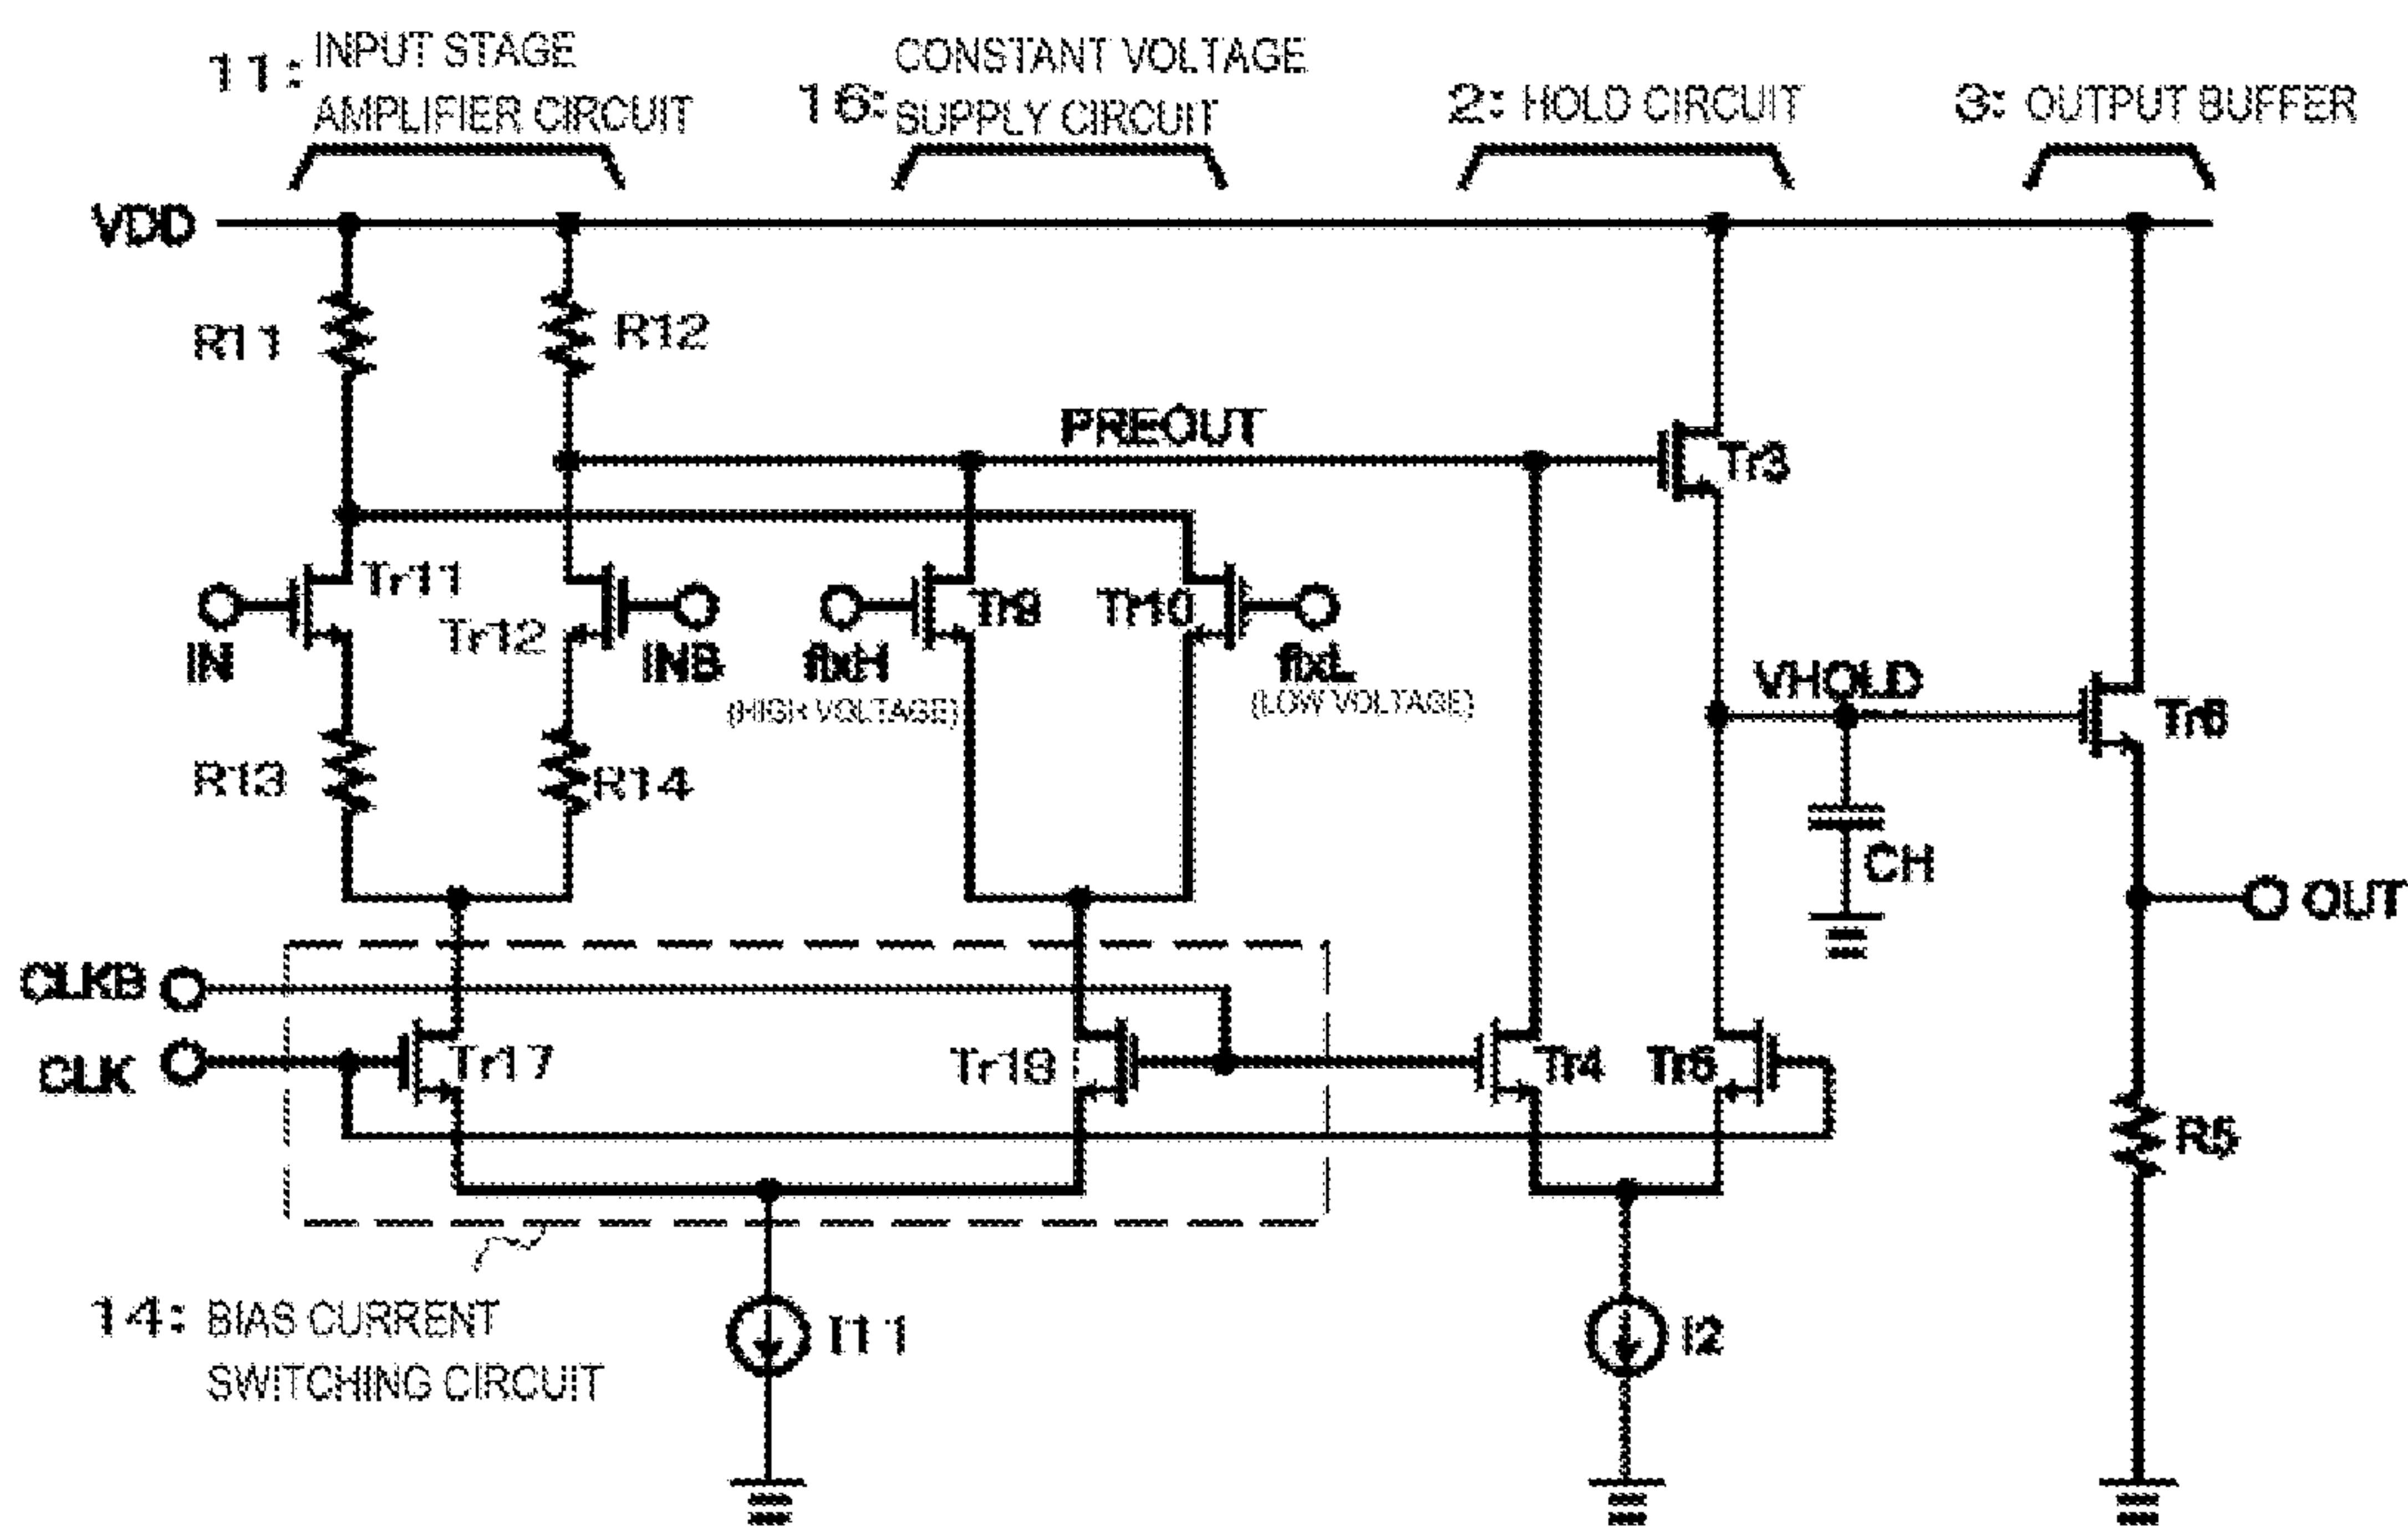 11: INPUT STAGE
AMPLIFIER CIRCUIT
16: CONSTANT VOLTAGE
SUPPLY CIRCUIT
2: HOLD CIRCUIT
3: OUTPUT BUFFER
VDD
R11
R12
PREOUT
Tr3
Tr11
Tr12
Tr9
Tr10
IN
INB
fixH
(HIGH VOLTAGE)
fixL
(LOW VOLTAGE)
VHOLD
Tr6
R13
R14
CH
OUT
CLKB
CLK
Tr17
Tr4
R5
14: BIAS CURRENT
SWITCHING CIRCUIT
I11
I2